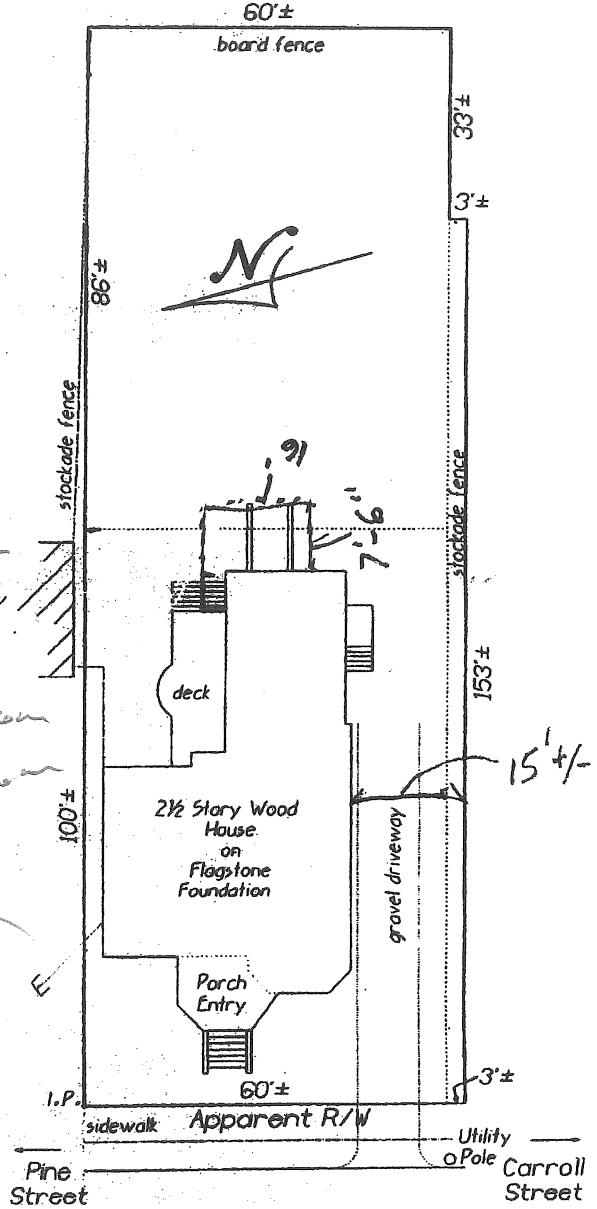 60'±
board fence
33'±
3'±
N
86'±
stockade fence
16'
7'-6"
stockade fence
deck
153'±
15' +/-
100'±
2½ Story Wood
House
on
Flagstone
Foundation
gravel driveway
Porch
Entry
E
60'±
3'±
I.P.
sidewalk
Apparent R/W
Utility
Pole
Pine
Street
Carroll
Street